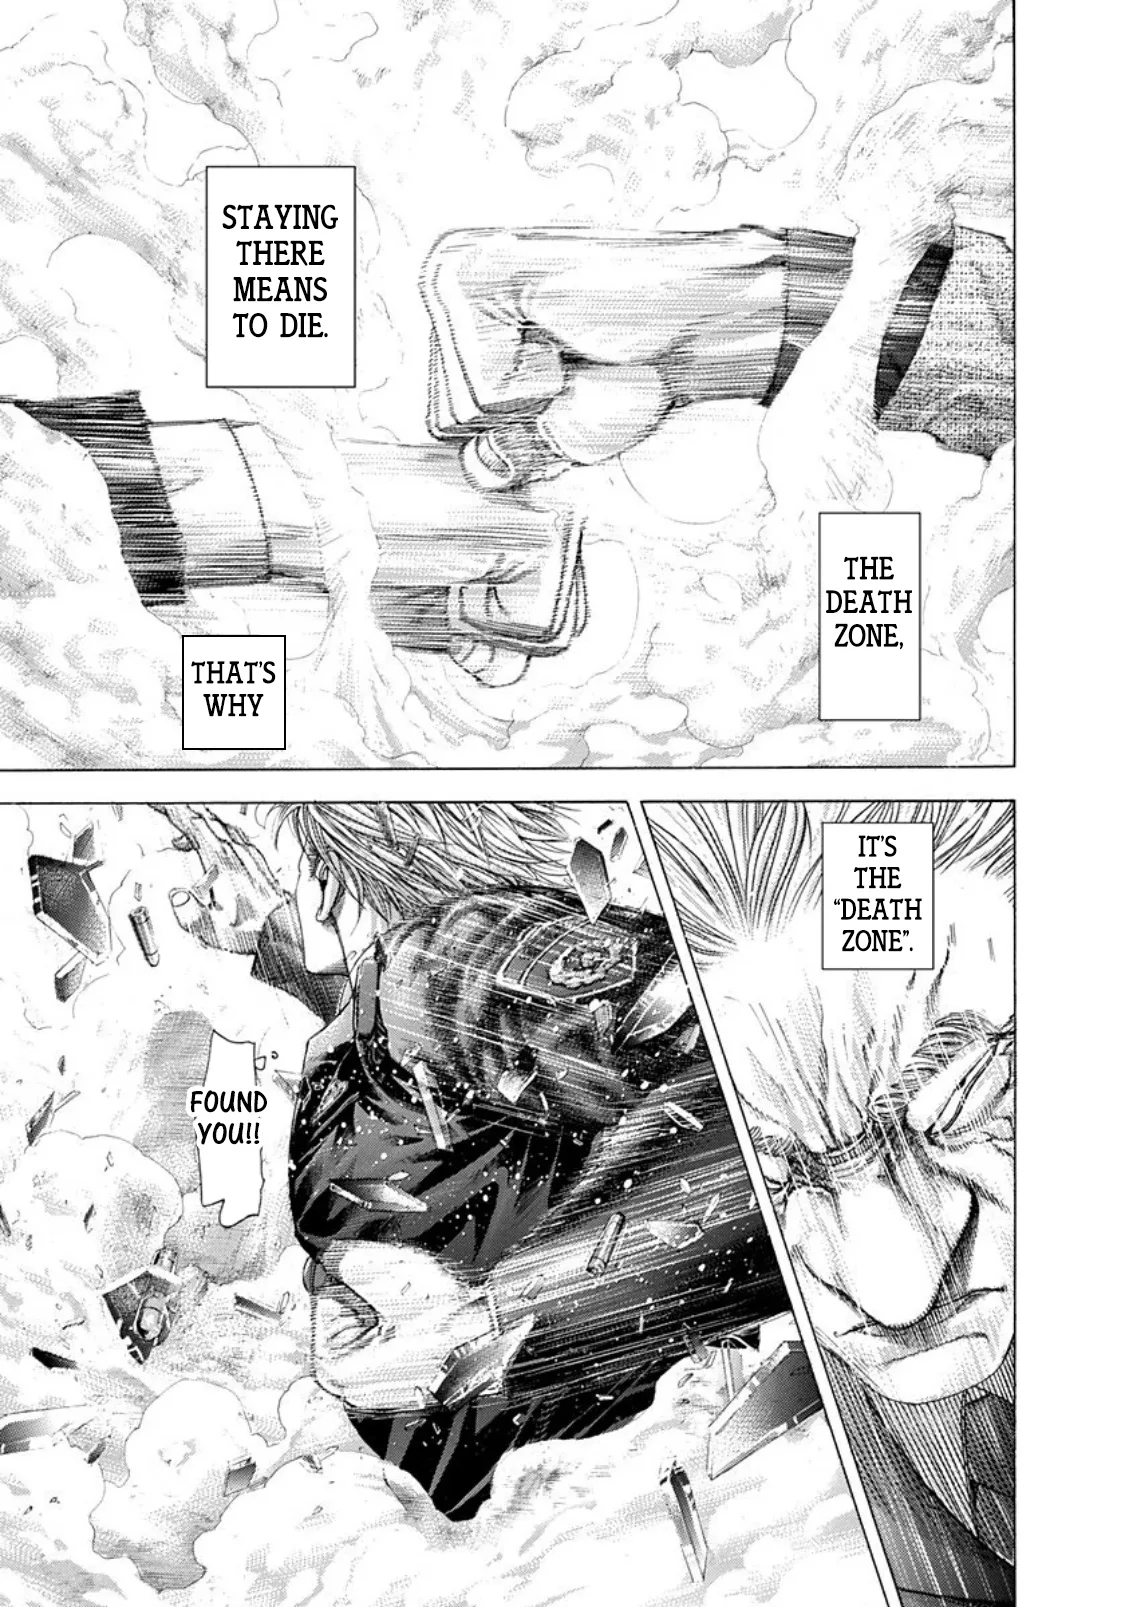 THE
DEATH
ZONE,
STAYING
THERE
MEANS
TO DIE.
THAT'S
WHY
IT'S
THE
“DEATH
ZONE”.
FOUND
YOU!!